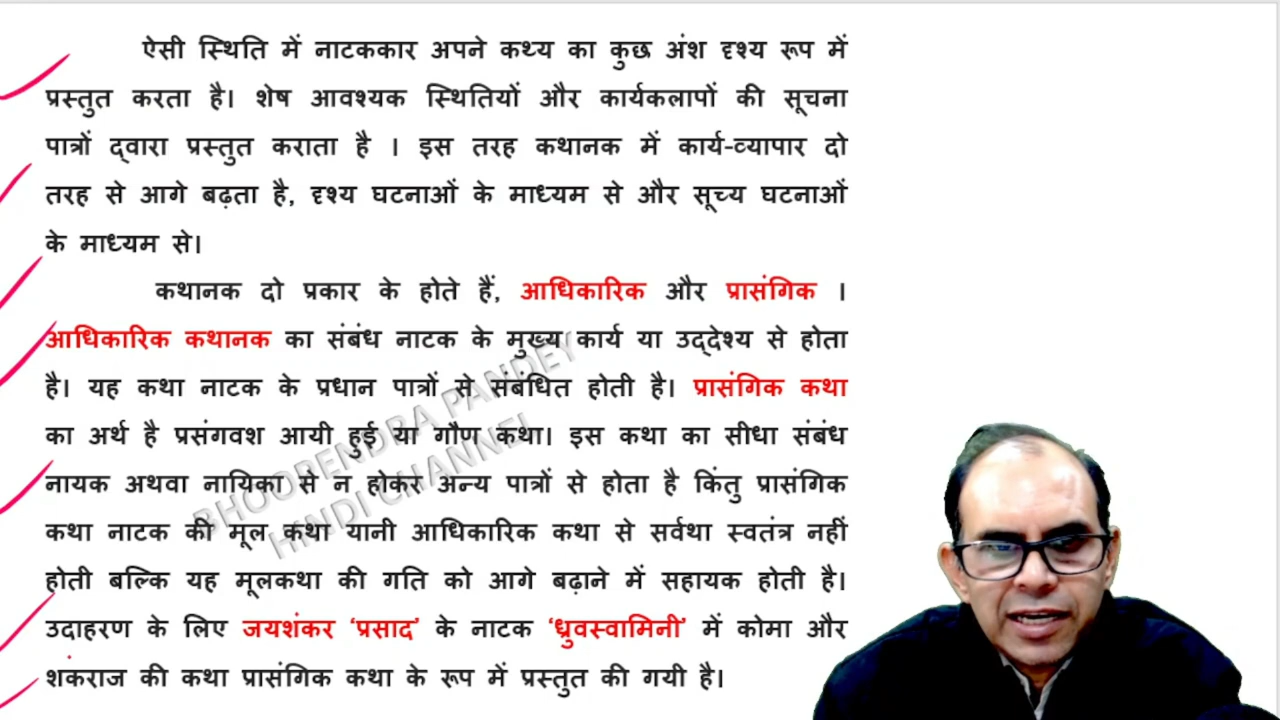 ऐसी स्थिति में नाटककार अपने कथ्य का कुछ अंश दृश्य रूप में
प्रस्तुत करता है। शेष आवश्यक स्थितियों और कार्यकलापों की सूचना
पात्रों द्वारा प्रस्तुत कराता है । इस तरह कथानक में कार्य-व्यापार दो
तरह से आगे बढ़ता है, दृश्य घटनाओं के माध्यम से और सूच्य घटनाओं
के माध्यम से।
कथानक दो प्रकार के होते हैं, आधिकारिक और प्रासंगिक ।
आधिकारिक कथानक का संबंध नाटक के मुख्य कार्य या उद्देश्य से होता
है। यह कथा नाटक के प्रधान पात्रों से संबंधित होती है। प्रासंगिक कथा
का अर्थ है प्रसंगवश आयी हुई या गौण कथा। इस कथा का सीधा संबंध
नायक अथवा नायिका से न होकर अन्य पात्रों से होता है किंतु प्रासंगिक
कथा नाटक की मूल कथा यानी आधिकारिक कथा से सर्वथा स्वतंत्र नहीं
होती बल्कि यह मूलकथा की गति को आगे बढ़ाने में सहायक होती है।
उदाहरण के लिए जयशंकर ‘प्रसाद’ के नाटक ‘ध्रुवस्वामिनी’ में कोमा और
शकराज की कथा प्रासंगिक कथा के रूप में प्रस्तुत की गयी है।
BHOOPENDRA PANDEY
HINDI CHANNEL